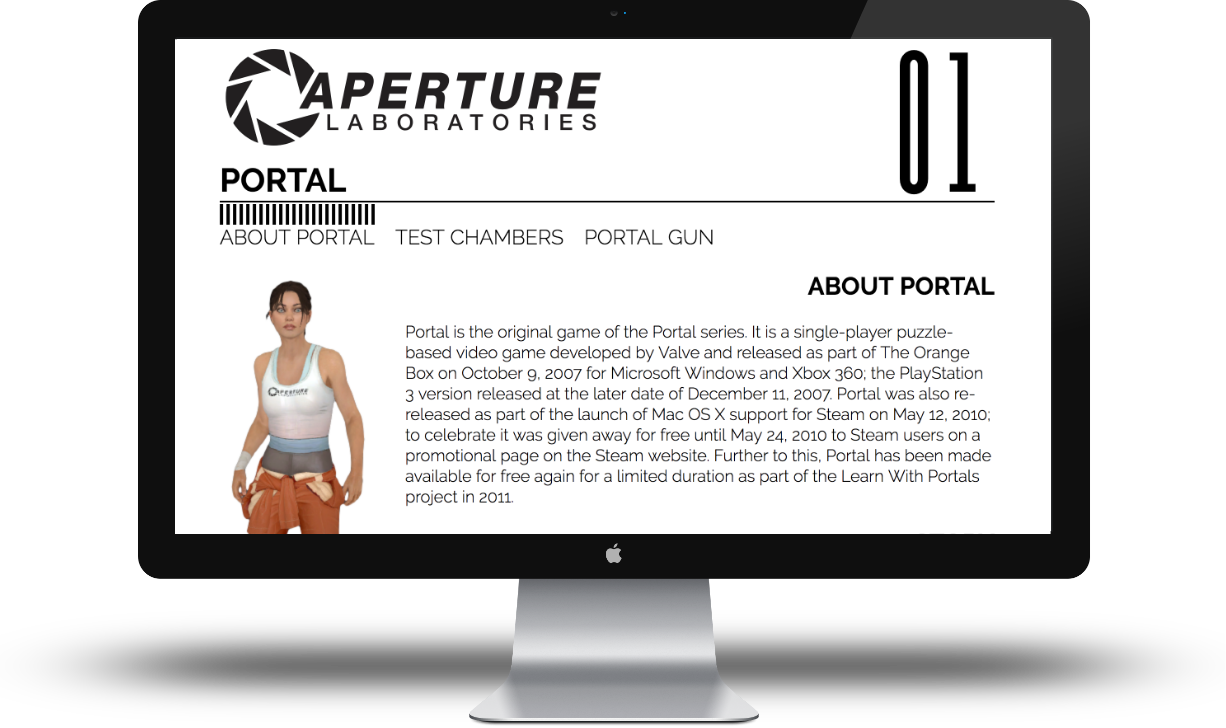 APERTURE
LABORATORIES
01
PORTAL
ABOUT PORTAL TEST CHAMBERS PORTAL GUN
ABOUT PORTAL
Portal is the original game of the Portal series. It is a single-player puzzle-
based video game developed by Valve and released as part of The Orange
Box on October 9, 2007 for Microsoft Windows and Xbox 360; the PlayStation
3 version released at the later date of December 11, 2007. Portal was also re-
released as part of the launch of Mac OS X support for Steam on May 12, 2010;
to celebrate it was given away for free until May 24, 2010 to Steam users on a
promotional page on the Steam website. Further to this, Portal has been made
available for free again for a limited duration as part of the Learn With Portals
project in 2011.
APERTURE